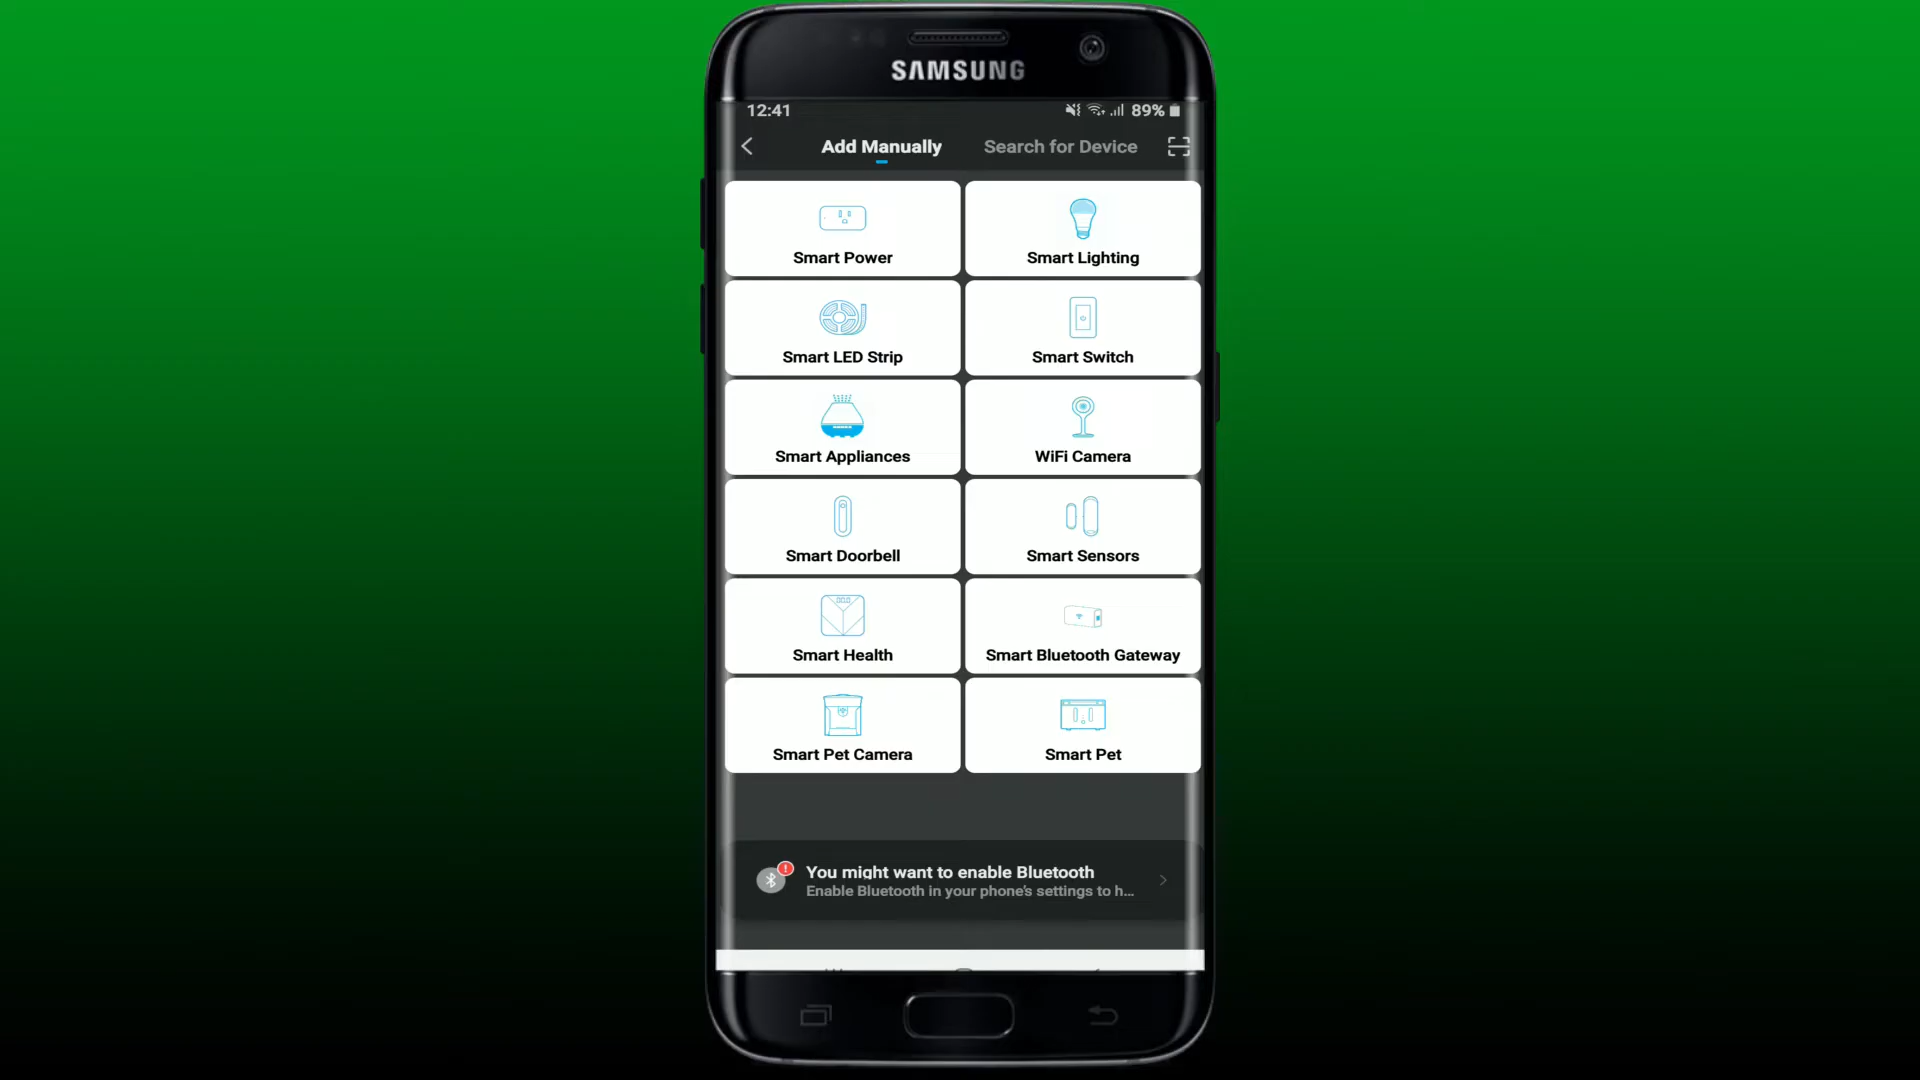 SAMSUNG
12:41
89%
Add Manually
Search for Device
Smart Power
Smart Lighting
Smart LED Strip
Smart Switch
Smart Appliances
WiFi Camera
Smart Doorbell
Smart Sensors
Smart Health
Smart Bluetooth Gateway
Smart Pet Camera
Smart Pet
You might want to enable Bluetooth
Enable Bluetooth in your phone's settings to h...